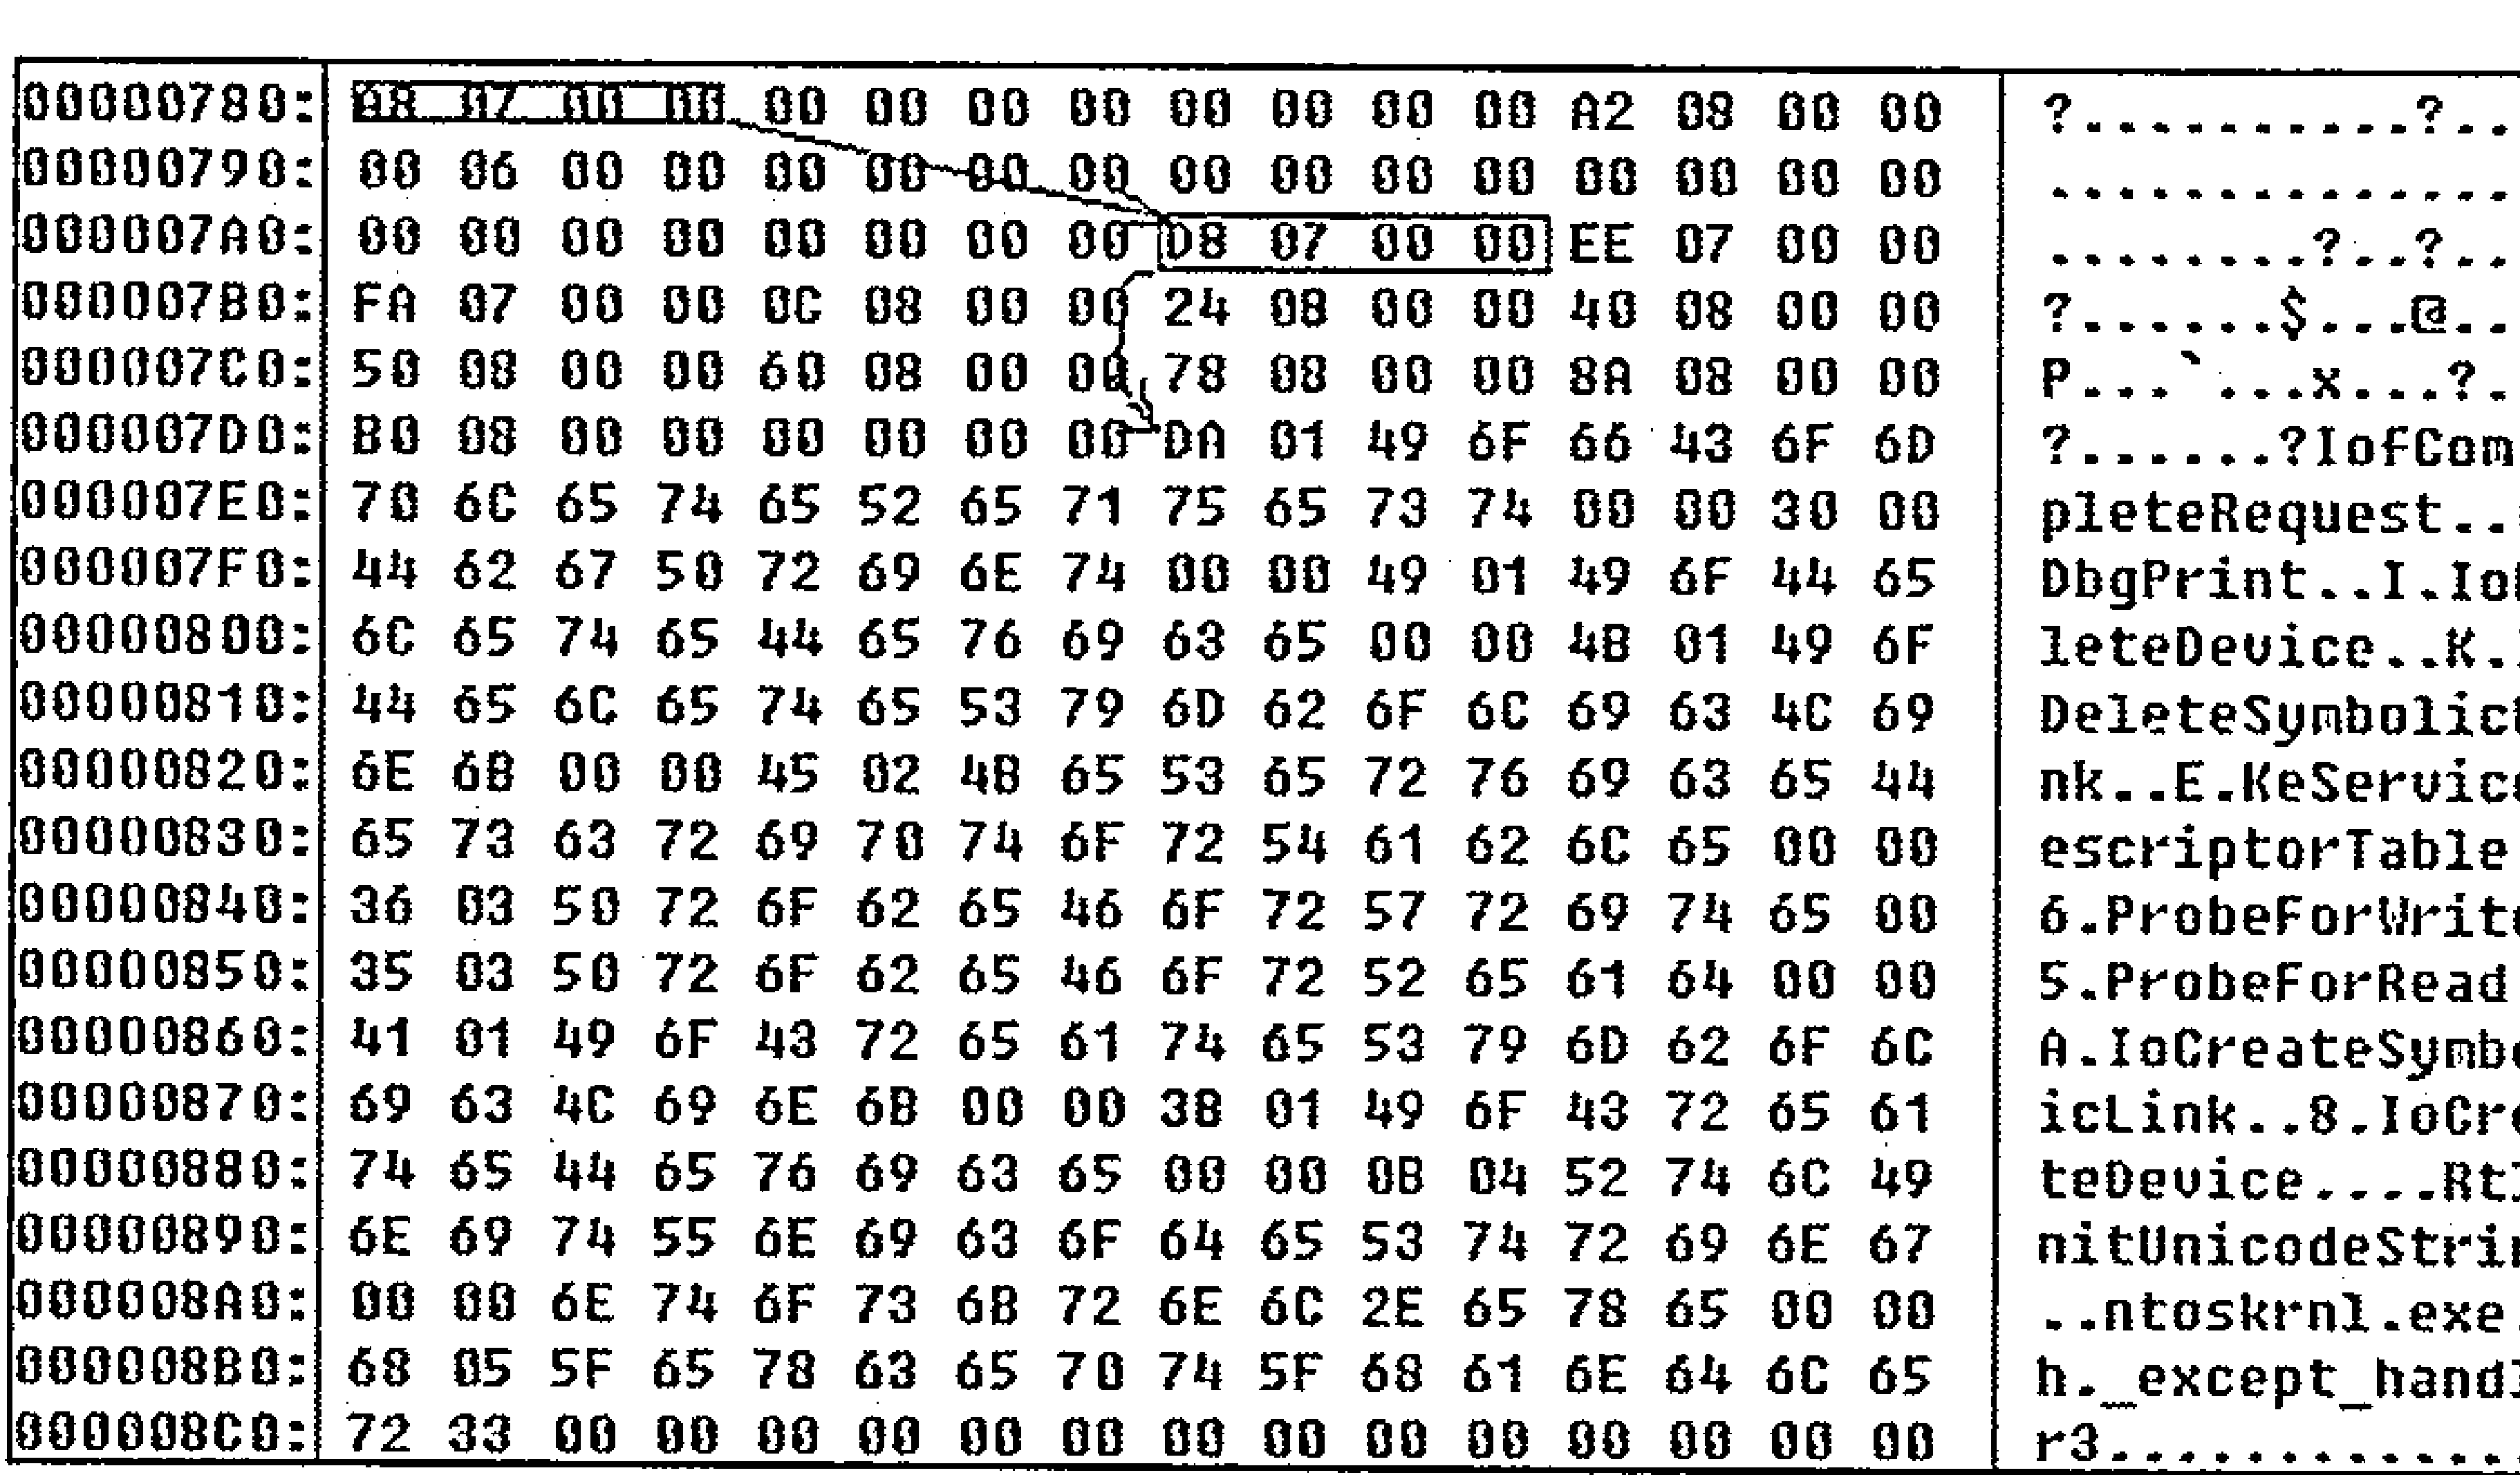 00000780: A8 07 00 00 00 00 00 00 00 00 00 00 A2 08 00 00 ?..........?..
00000790: 00 06 00 00 00 00 00 00 00 00 00 00 00 00 00 00 ..............
000007A0: 00 00 00 00 00 00 00 00 D8 07 00 00 EE 07 00 00 ........?..?..
000007B0: FA 07 00 00 0C 08 00 00 24 08 00 00 40 08 00 00 ?......$...@..
000007C0: 50 08 00 00 60 08 00 00 78 08 00 00 8A 08 00 00 P...`...x...?.
000007D0: B0 08 00 00 00 00 00 00 DA 01 49 6F 66 43 6F 6D ?......?IofCom
000007E0: 70 6C 65 74 65 52 65 71 75 65 73 74 00 00 30 00 pleteRequest..
000007F0: 44 62 67 50 72 69 6E 74 00 00 49 01 49 6F 44 65 DbgPrint..I.Io
00000800: 6C 65 74 65 44 65 76 69 63 65 00 00 4B 01 49 6F leteDevice..K.
00000810: 44 65 6C 65 74 65 53 79 6D 62 6F 6C 69 63 4C 69 DeleteSymbolic
00000820: 6E 6B 00 00 45 02 4B 65 53 65 72 76 69 63 65 44 nk..E.KeService
00000830: 65 73 63 72 69 70 74 6F 72 54 61 62 6C 65 00 00 escriptorTable
00000840: 36 03 50 72 6F 62 65 46 6F 72 57 72 69 74 65 00 6.ProbeForWrite
00000850: 35 03 50 72 6F 62 65 46 6F 72 52 65 61 64 00 00 5.ProbeForRead
00000860: 41 01 49 6F 43 72 65 61 74 65 53 79 6D 62 6F 6C A.IoCreateSymbo
00000870: 69 63 4C 69 6E 6B 00 00 38 01 49 6F 43 72 65 61 icLink..8.IoCre
00000880: 74 65 44 65 76 69 63 65 00 00 0B 04 52 74 6C 49 teDevice....Rtl
00000890: 6E 69 74 55 6E 69 63 6F 64 65 53 74 72 69 6E 67 nitUnicodeStrin
000008A0: 00 00 6E 74 6F 73 6B 72 6E 6C 2E 65 78 65 00 00 ..ntoskrnl.exe.
000008B0: 68 05 5F 65 78 63 65 70 74 5F 68 61 6E 64 6C 65 h._except_handl
000008C0: 72 33 00 00 00 00 00 00 00 00 00 00 00 00 00 00 r3............